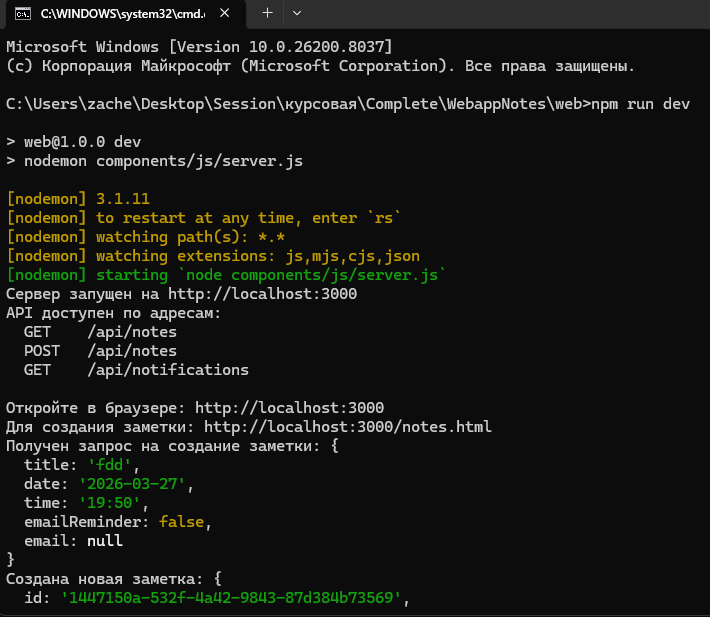 C:\WINDOWS\system32\cmd.
Microsoft Windows [Version 10.0.26200.8037]
(c) Корпорация Майкрософт (Microsoft Corporation). Все права защищены.
C:\Users\zache\Desktop\Session\курсовая\Complete\WebappNotes\web>npm run dev
> web@1.0.0 dev
> nodemon components/js/server.js
[nodemon] 3.1.11
[nodemon] to restart at any time, enter `rs`
[nodemon] watching path(s): *.*
[nodemon] watching extensions: js,mjs,cjs,json
[nodemon] starting `node components/js/server.js`
Сервер запущен на http://localhost:3000
API доступен по адресам:
  GET    /api/notes
  POST   /api/notes
  GET    /api/notifications
Откройте в браузере: http://localhost:3000
Для создания заметки: http://localhost:3000/notes.html
Получен запрос на создание заметки: {
  title: 'fdd',
  date: '2026-03-27',
  time: '19:50',
  emailReminder: false,
  email: null
}
Создана новая заметка: {
  id: '1447150a-532f-4a42-9843-87d384b73569',